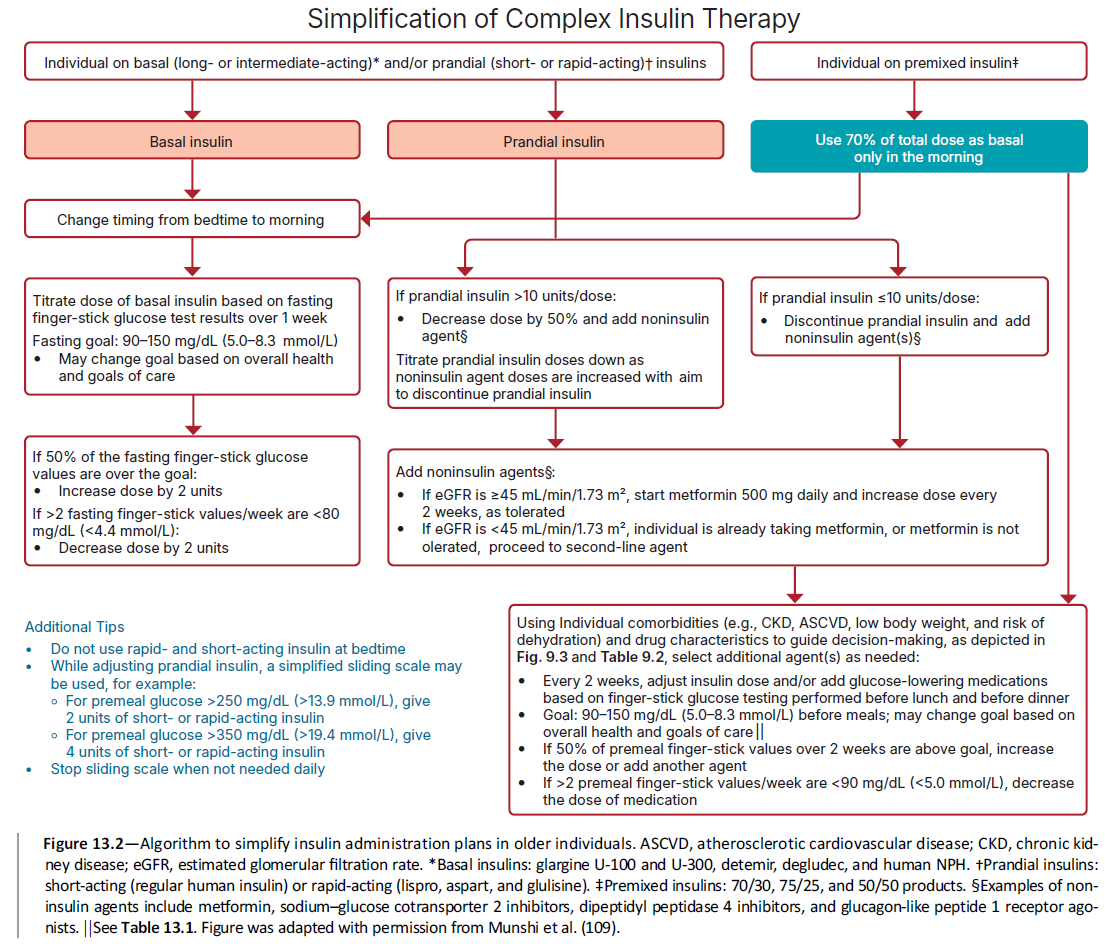 Simplification of Complex Insulin Therapy
Individual on basal (long- or intermediate-acting)* and/or prandial (short- or rapid-acting)† insulins
Individual on premixed insulin‡
Basal insulin
Prandial insulin
Use 70% of total dose as basal
only in the morning
Change timing from bedtime to morning
Titrate dose of basal insulin based on fasting
finger-stick glucose test results over 1 week
Fasting goal: 90–150 mg/dL (5.0–8.3 mmol/L)
• May change goal based on overall health
and goals of care
If prandial insulin >10 units/dose:
• Decrease dose by 50% and add noninsulin
agent§
Titrate prandial insulin doses down as
noninsulin agent doses are increased with aim
to discontinue prandial insulin
If prandial insulin ≤10 units/dose:
• Discontinue prandial insulin and add
noninsulin agent(s)§
If 50% of the fasting finger-stick glucose
values are over the goal:
• Increase dose by 2 units
If >2 fasting finger-stick values/week are <80
mg/dL (<4.4 mmol/L):
• Decrease dose by 2 units
Add noninsulin agents§:
• If eGFR is ≥45 mL/min/1.73 m², start metformin 500 mg daily and increase dose every
2 weeks, as tolerated
• If eGFR is <45 mL/min/1.73 m², individual is already taking metformin, or metformin is not
olerated, proceed to second-line agent
Additional Tips
• Do not use rapid- and short-acting insulin at bedtime
• While adjusting prandial insulin, a simplified sliding scale may
be used, for example:
○ For premeal glucose >250 mg/dL (>13.9 mmol/L), give
2 units of short- or rapid-acting insulin
○ For premeal glucose >350 mg/dL (>19.4 mmol/L), give
4 units of short- or rapid-acting insulin
• Stop sliding scale when not needed daily
Using Individual comorbidities (e.g., CKD, ASCVD, low body weight, and risk of
dehydration) and drug characteristics to guide decision-making, as depicted in
Fig. 9.3 and Table 9.2, select additional agent(s) as needed:
• Every 2 weeks, adjust insulin dose and/or add glucose-lowering medications
based on finger-stick glucose testing performed before lunch and before dinner
• Goal: 90–150 mg/dL (5.0–8.3 mmol/L) before meals; may change goal based on
overall health and goals of care||
• If 50% of premeal finger-stick values over 2 weeks are above goal, increase
the dose or add another agent
• If >2 premeal finger-stick values/week are <90 mg/dL (<5.0 mmol/L), decrease
the dose of medication
Figure 13.2—Algorithm to simplify insulin administration plans in older individuals. ASCVD, atherosclerotic cardiovascular disease; CKD, chronic kid-
ney disease; eGFR, estimated glomerular filtration rate. *Basal insulins: glargine U-100 and U-300, detemir, degludec, and human NPH. †Prandial insulins:
short-acting (regular human insulin) or rapid-acting (lispro, aspart, and glulisine). ‡Premixed insulins: 70/30, 75/25, and 50/50 products. §Examples of non-
insulin agents include metformin, sodium–glucose cotransporter 2 inhibitors, dipeptidyl peptidase 4 inhibitors, and glucagon-like peptide 1 receptor ago-
nists. ||See Table 13.1. Figure was adapted with permission from Munshi et al. (109).